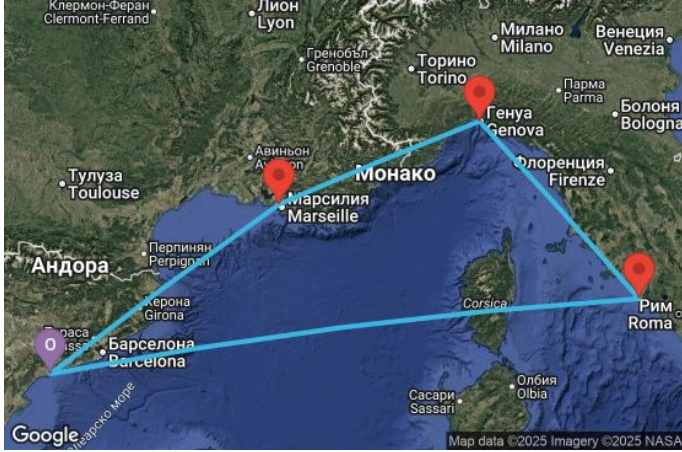 Клермон-Феран
Clermont-Ferrand
Лион
Lyon
Милано
Milano
Венеция
Venezia
Гренобъл
Grenoble
Торино
Torino
Парма
Parma
Генуа
Genova
Болоня
Bologna
Авиньон
Тулуза
Toulouse
Монако
Флоренция
Firenze
Марсилия
Marseille
Перпинян
Perpignan
Андора
Херона
Girona
Corsica
Рим
Roma
O
Барселона
Barcelona
Олбия
Olbia
Сасари
Sassari
море
Google
Map data ©2025 Imagery ©2025 NASA